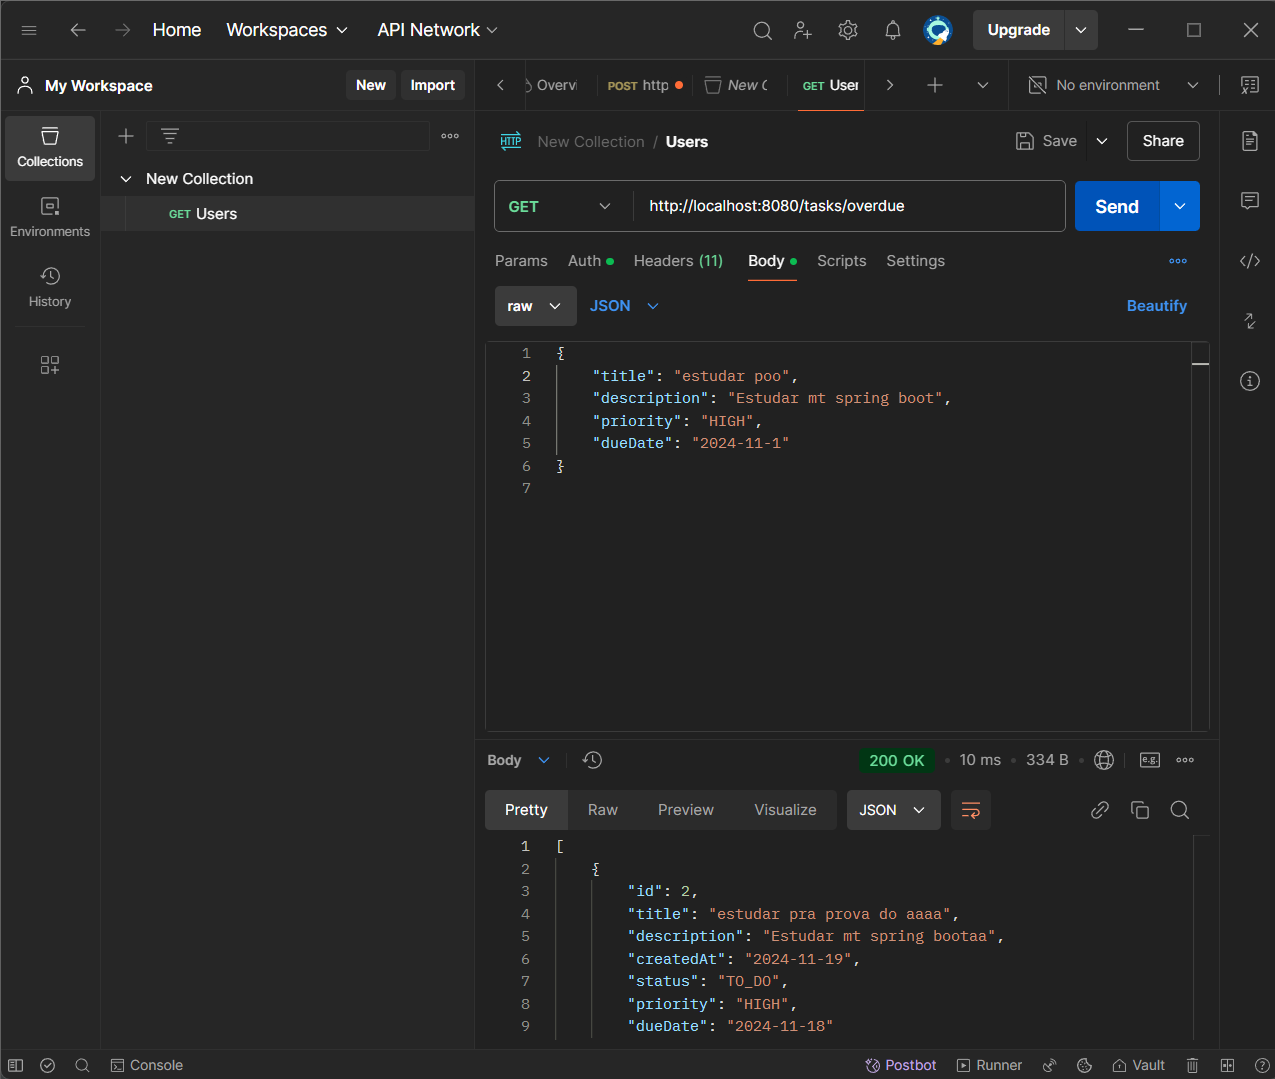 Home Workspaces API Network Upgrade
My Workspace New Import Overvi POST http New C GET User No environment
Collections
New Collection
GET Users
Environments
History
HTTP New Collection / Users Save Share
GET http://localhost:8080/tasks/overdue Send
Params Auth Headers (11) Body Scripts Settings
raw JSON Beautify
1 {
2 "title": "estudar poo",
3 "description": "Estudar mt spring boot",
4 "priority": "HIGH",
5 "dueDate": "2024-11-1"
6 }
7
Body 200 OK 10 ms 334 B e.g.
Pretty Raw Preview Visualize JSON
1 [
2 {
3 "id": 2,
4 "title": "estudar pra prova do aaaa",
5 "description": "Estudar mt spring bootaa",
6 "createdAt": "2024-11-19",
7 "status": "TO_DO",
8 "priority": "HIGH",
9 "dueDate": "2024-11-18"
Console Postbot Runner Vault